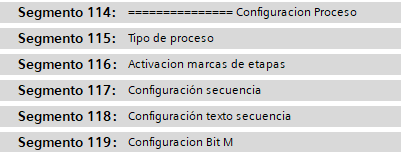 Segmento 114: =============== Configuracion Proceso
Segmento 115: Tipo de proceso
Segmento 116: Activacion marcas de etapas
Segmento 117: Configuración secuencia
Segmento 118: Configuración texto secuencia
Segmento 119: Configuracion Bit M